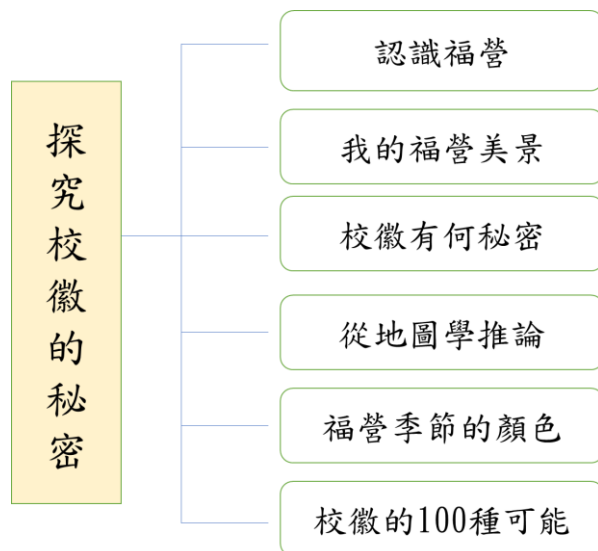 探究校徽的秘密
認識福營
我的福營美景
校徽有何秘密
從地圖學推論
福營季節的顏色
校徽的100種可能